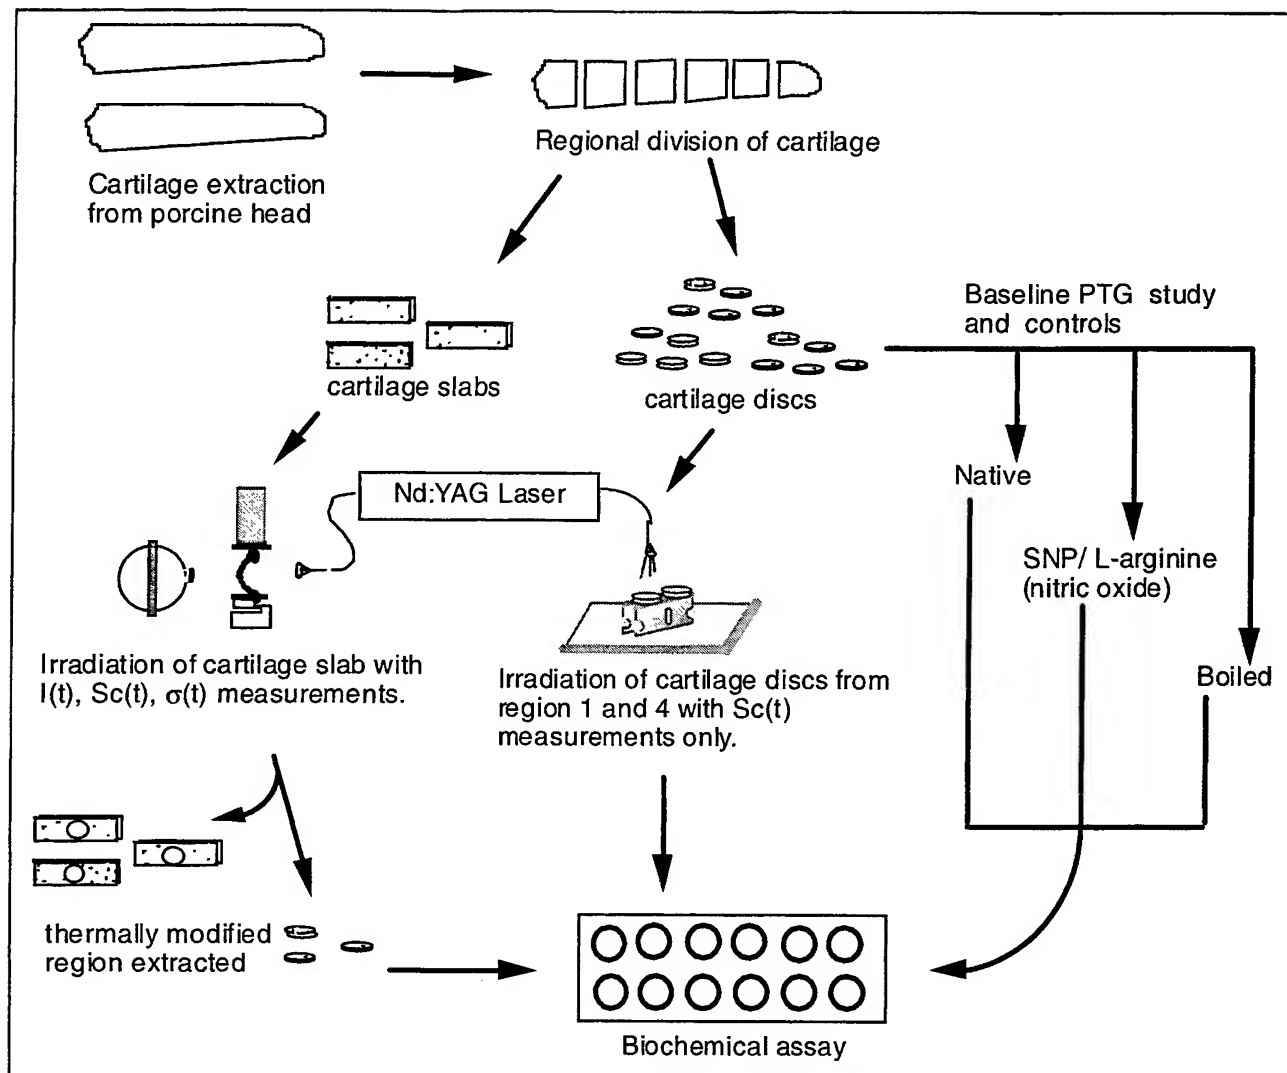 Cartilage extraction
from porcine head
Regional division of cartilage
cartilage slabs
cartilage discs
Baseline PTG study
and controls
Nd:YAG Laser
Native
SNP/ L-arginine
(nitric oxide)
Boiled
Irradiation of cartilage slab with
I(t), Sc(t), σ(t) measurements.
Irradiation of cartilage discs from
region 1 and 4 with Sc(t)
measurements only.
thermally modified
region extracted
Biochemical assay